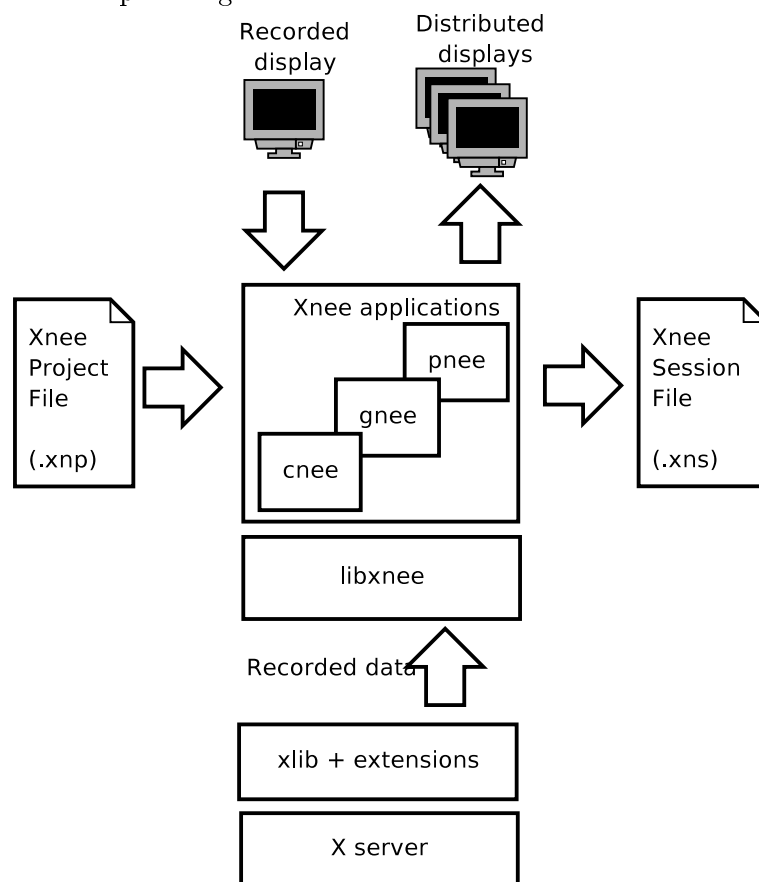 Recorded
display
Distributed
displays
Xnee applications
Xnee
Project
File
(.xnp)
pnee
gnee
cnee
Xnee
Session
File
(.xns)
libxnee
Recorded data
xlib + extensions
X server